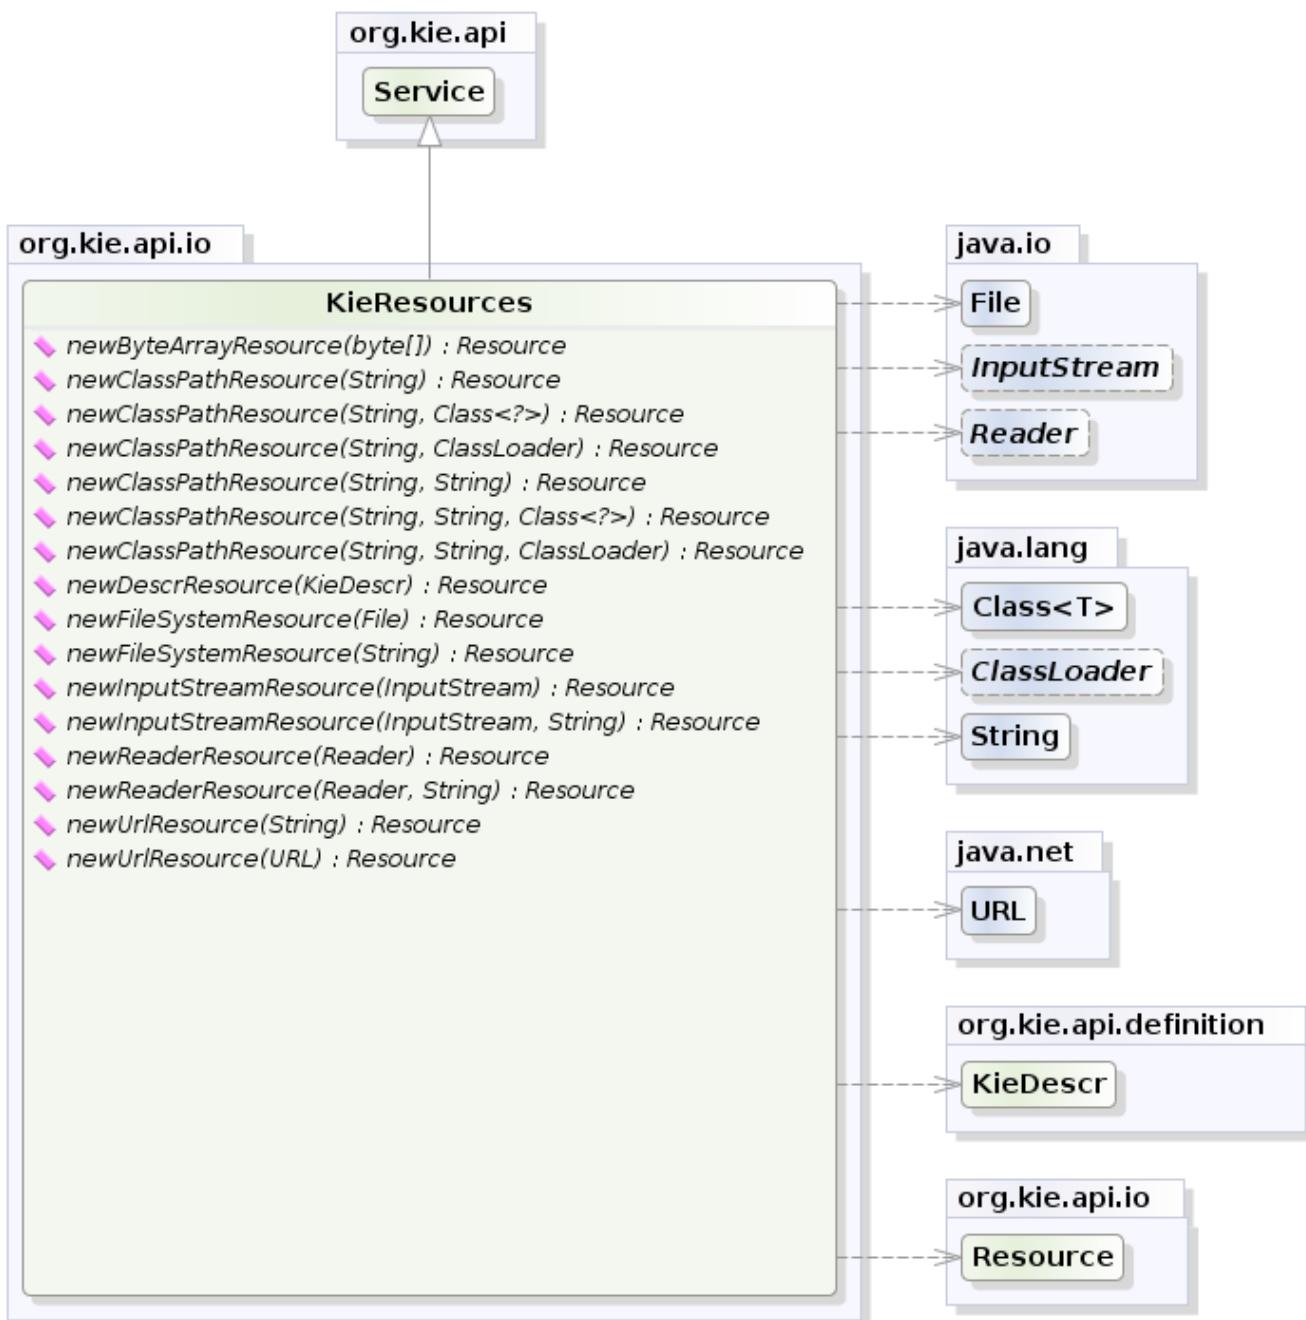 org.kie.api
Service
org.kie.api.io
KieResources
newByteArrayResource(byte[]) : Resource
newClassPathResource(String) : Resource
newClassPathResource(String, Class<?>) : Resource
newClassPathResource(String, ClassLoader) : Resource
newClassPathResource(String, String) : Resource
newClassPathResource(String, String, Class<?>) : Resource
newClassPathResource(String, String, ClassLoader) : Resource
newDescrResource(KieDescr) : Resource
newFileSystemResource(File) : Resource
newFileSystemResource(String) : Resource
newInputStreamResource(InputStream) : Resource
newInputStreamResource(InputStream, String) : Resource
newReaderResource(Reader) : Resource
newReaderResource(Reader, String) : Resource
newUrlResource(String) : Resource
newUrlResource(URL) : Resource
java.io
File
InputStream
Reader
java.lang
Class<T>
ClassLoader
String
java.net
URL
org.kie.api.definition
KieDescr
org.kie.api.io
Resource